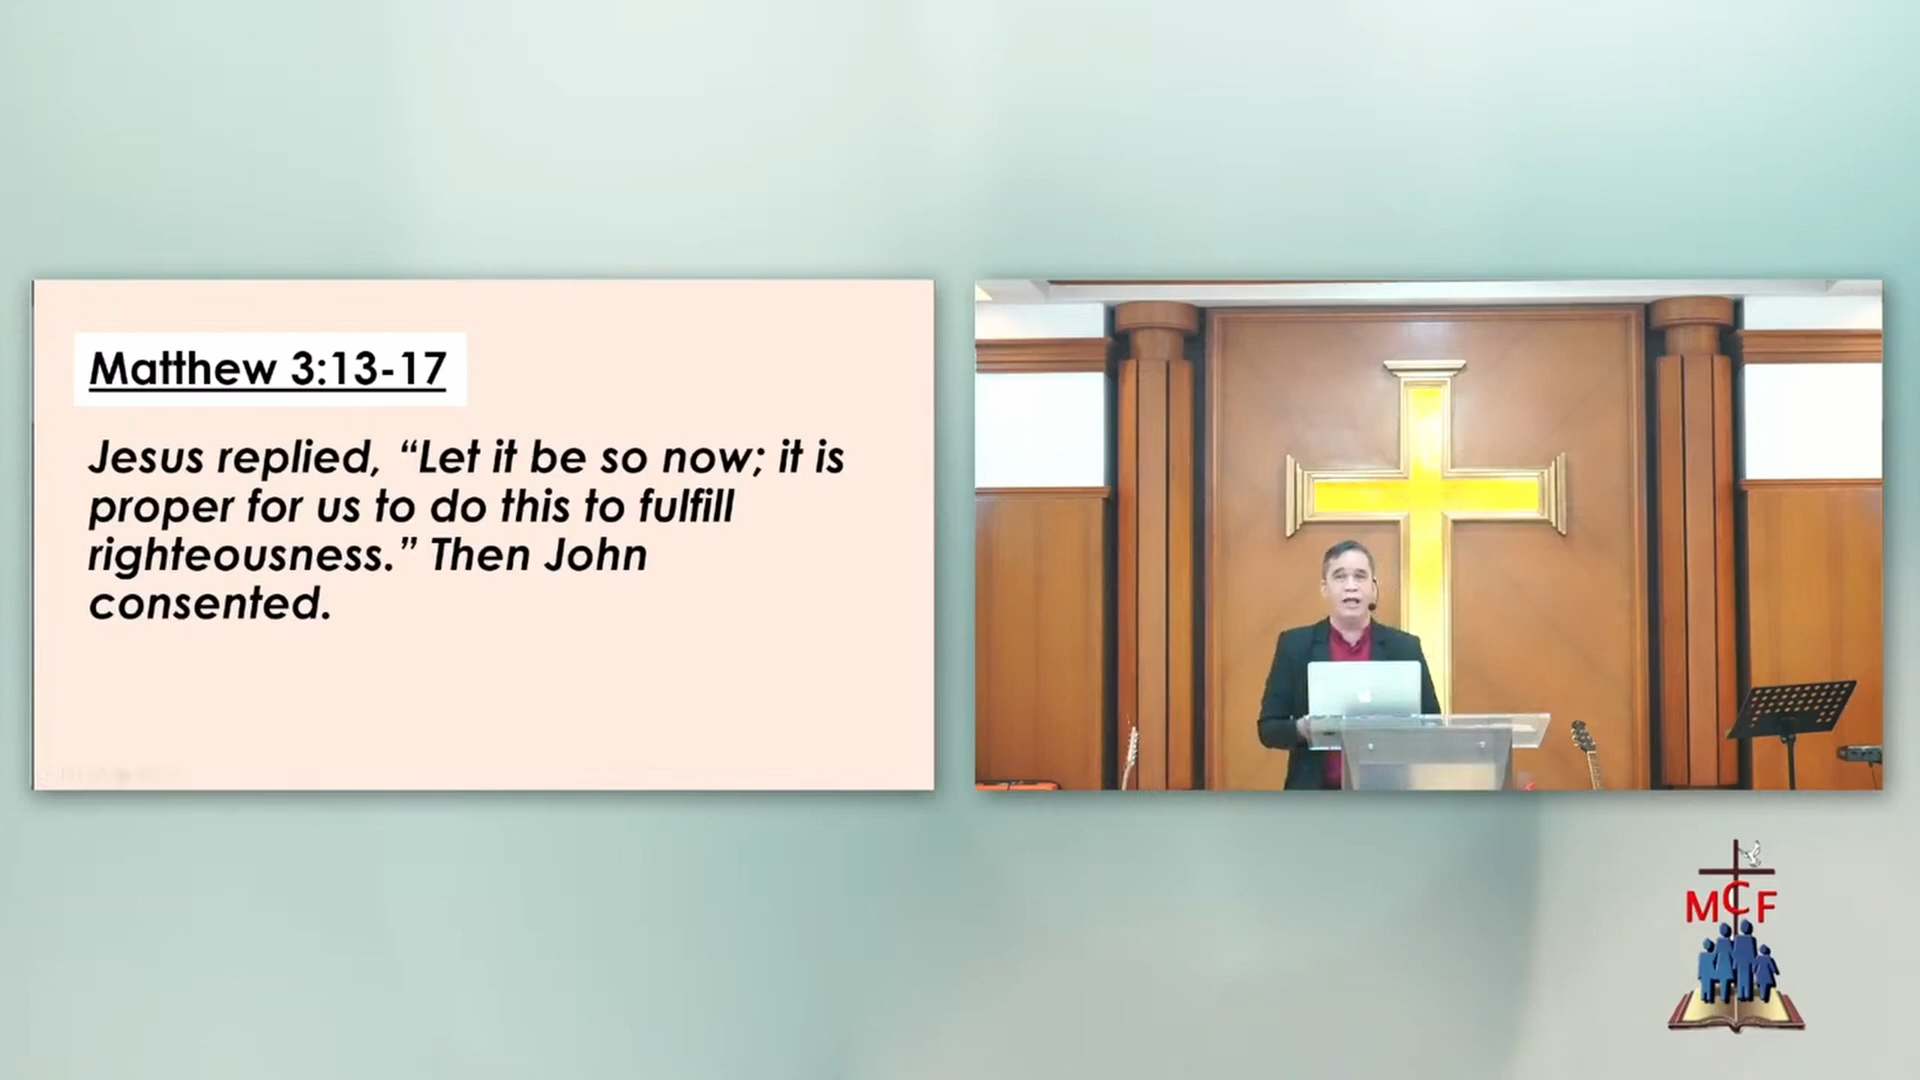 Matthew 3:13-17
Jesus replied, “Let it be so now; it is
proper for us to do this to fulfill
righteousness.” Then John
consented.
MCF